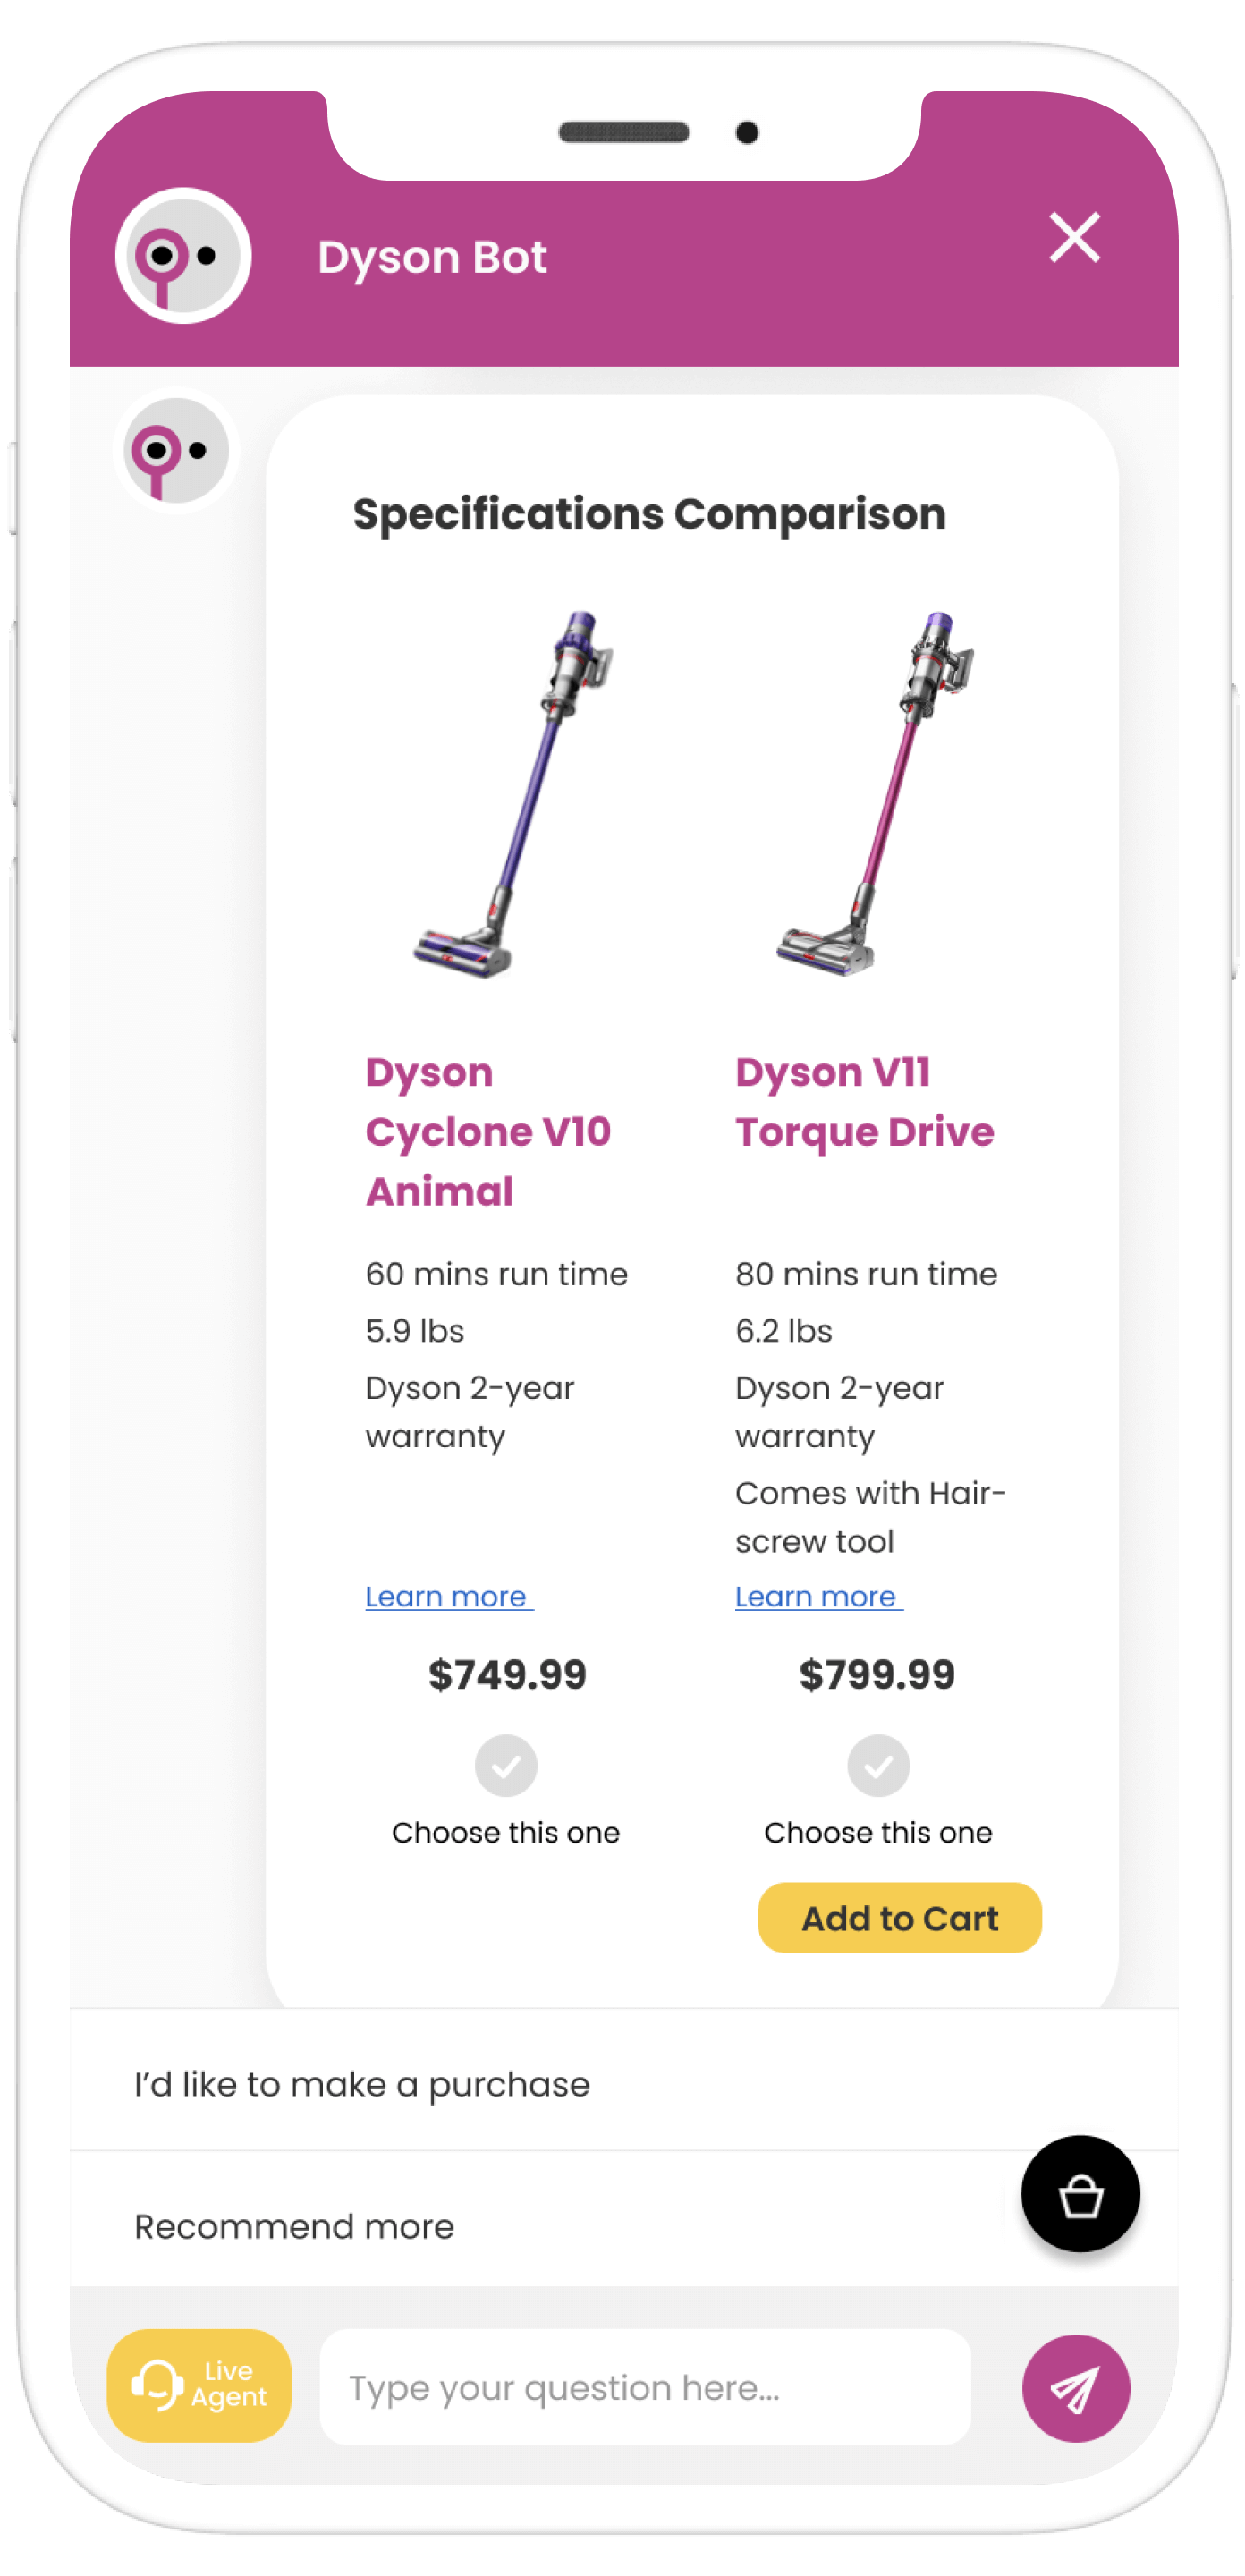 Dyson Bot
Specifications Comparison
Dyson
Cyclone V10
Animal
60 mins run time
5.9 lbs
Dyson 2-year
warranty
Learn more
$749.99
Choose this one
Dyson V11
Torque Drive
80 mins run time
6.2 lbs
Dyson 2-year
warranty
Comes with Hair-
screw tool
Learn more
$799.99
Choose this one
Add to Cart
I’d like to make a purchase
Recommend more
Live
Agent
Type your question here...